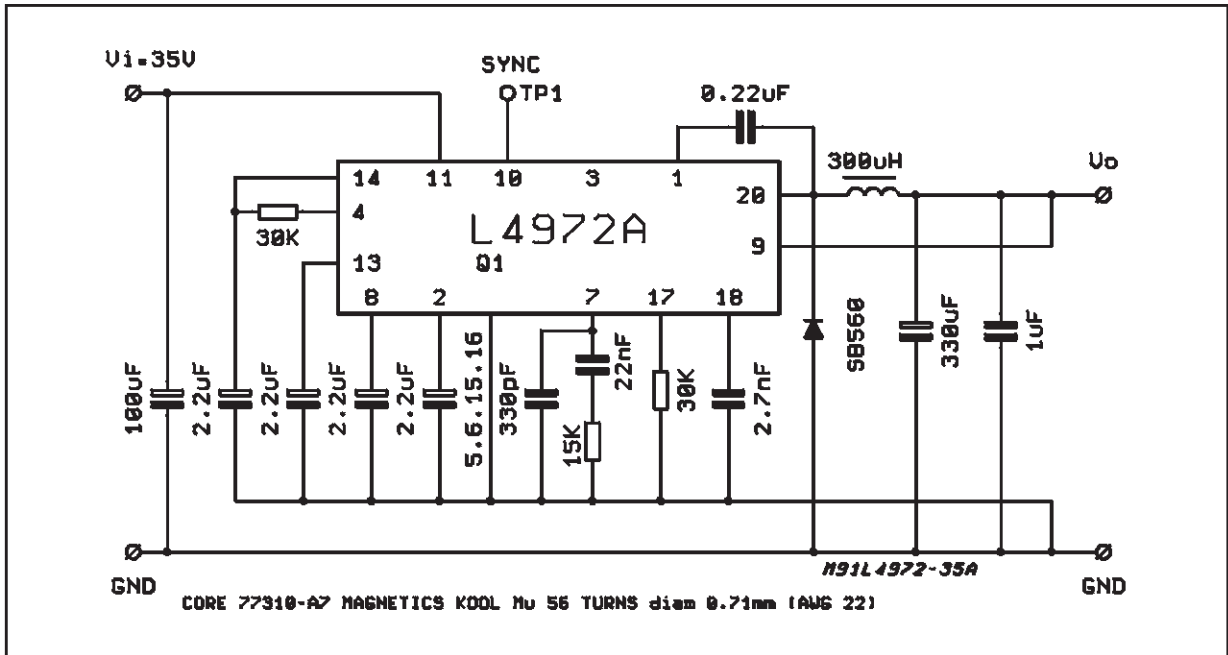 Vi=35V
SYNC
TP1
0.22uF
300uH
Vo
14
11
10
3
1
20
4
30K
L4972A
9
13
Q1
8
2
7
17
18
100uF
2.2uF
2.2uF
2.2uF
2.2uF
5.6.15.16
330pF
22nF
15K
30K
2.7nF
SB560
330uF
1uF
M91L4972-35A
GND
GND
CORE 77310-A7 MAGNETICS KOOL Mu 56 TURNS diam 0.71mm (AWG 22)